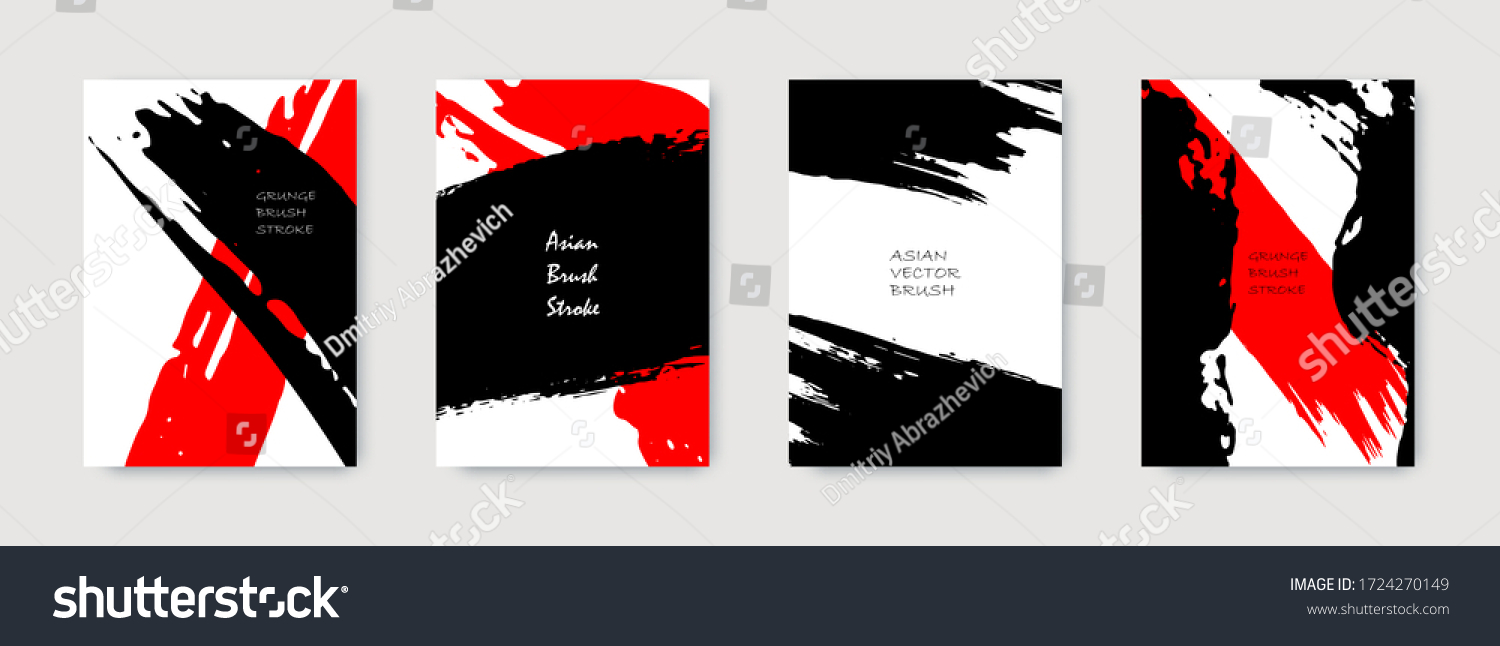 GRUNGE
BRUSH
STROKE
Asian
Brush
Stroke
ASIAN
VECTOR
BRUSH
GRUNGE
BRUSH
STROKE
shutterstock
shutterstock
shutterstock
shutterstock
Dmitriy Abrazhevich
Dmitriy Abrazhevich
shutterstock®
IMAGE ID: 1724270149
www.shutterstock.com